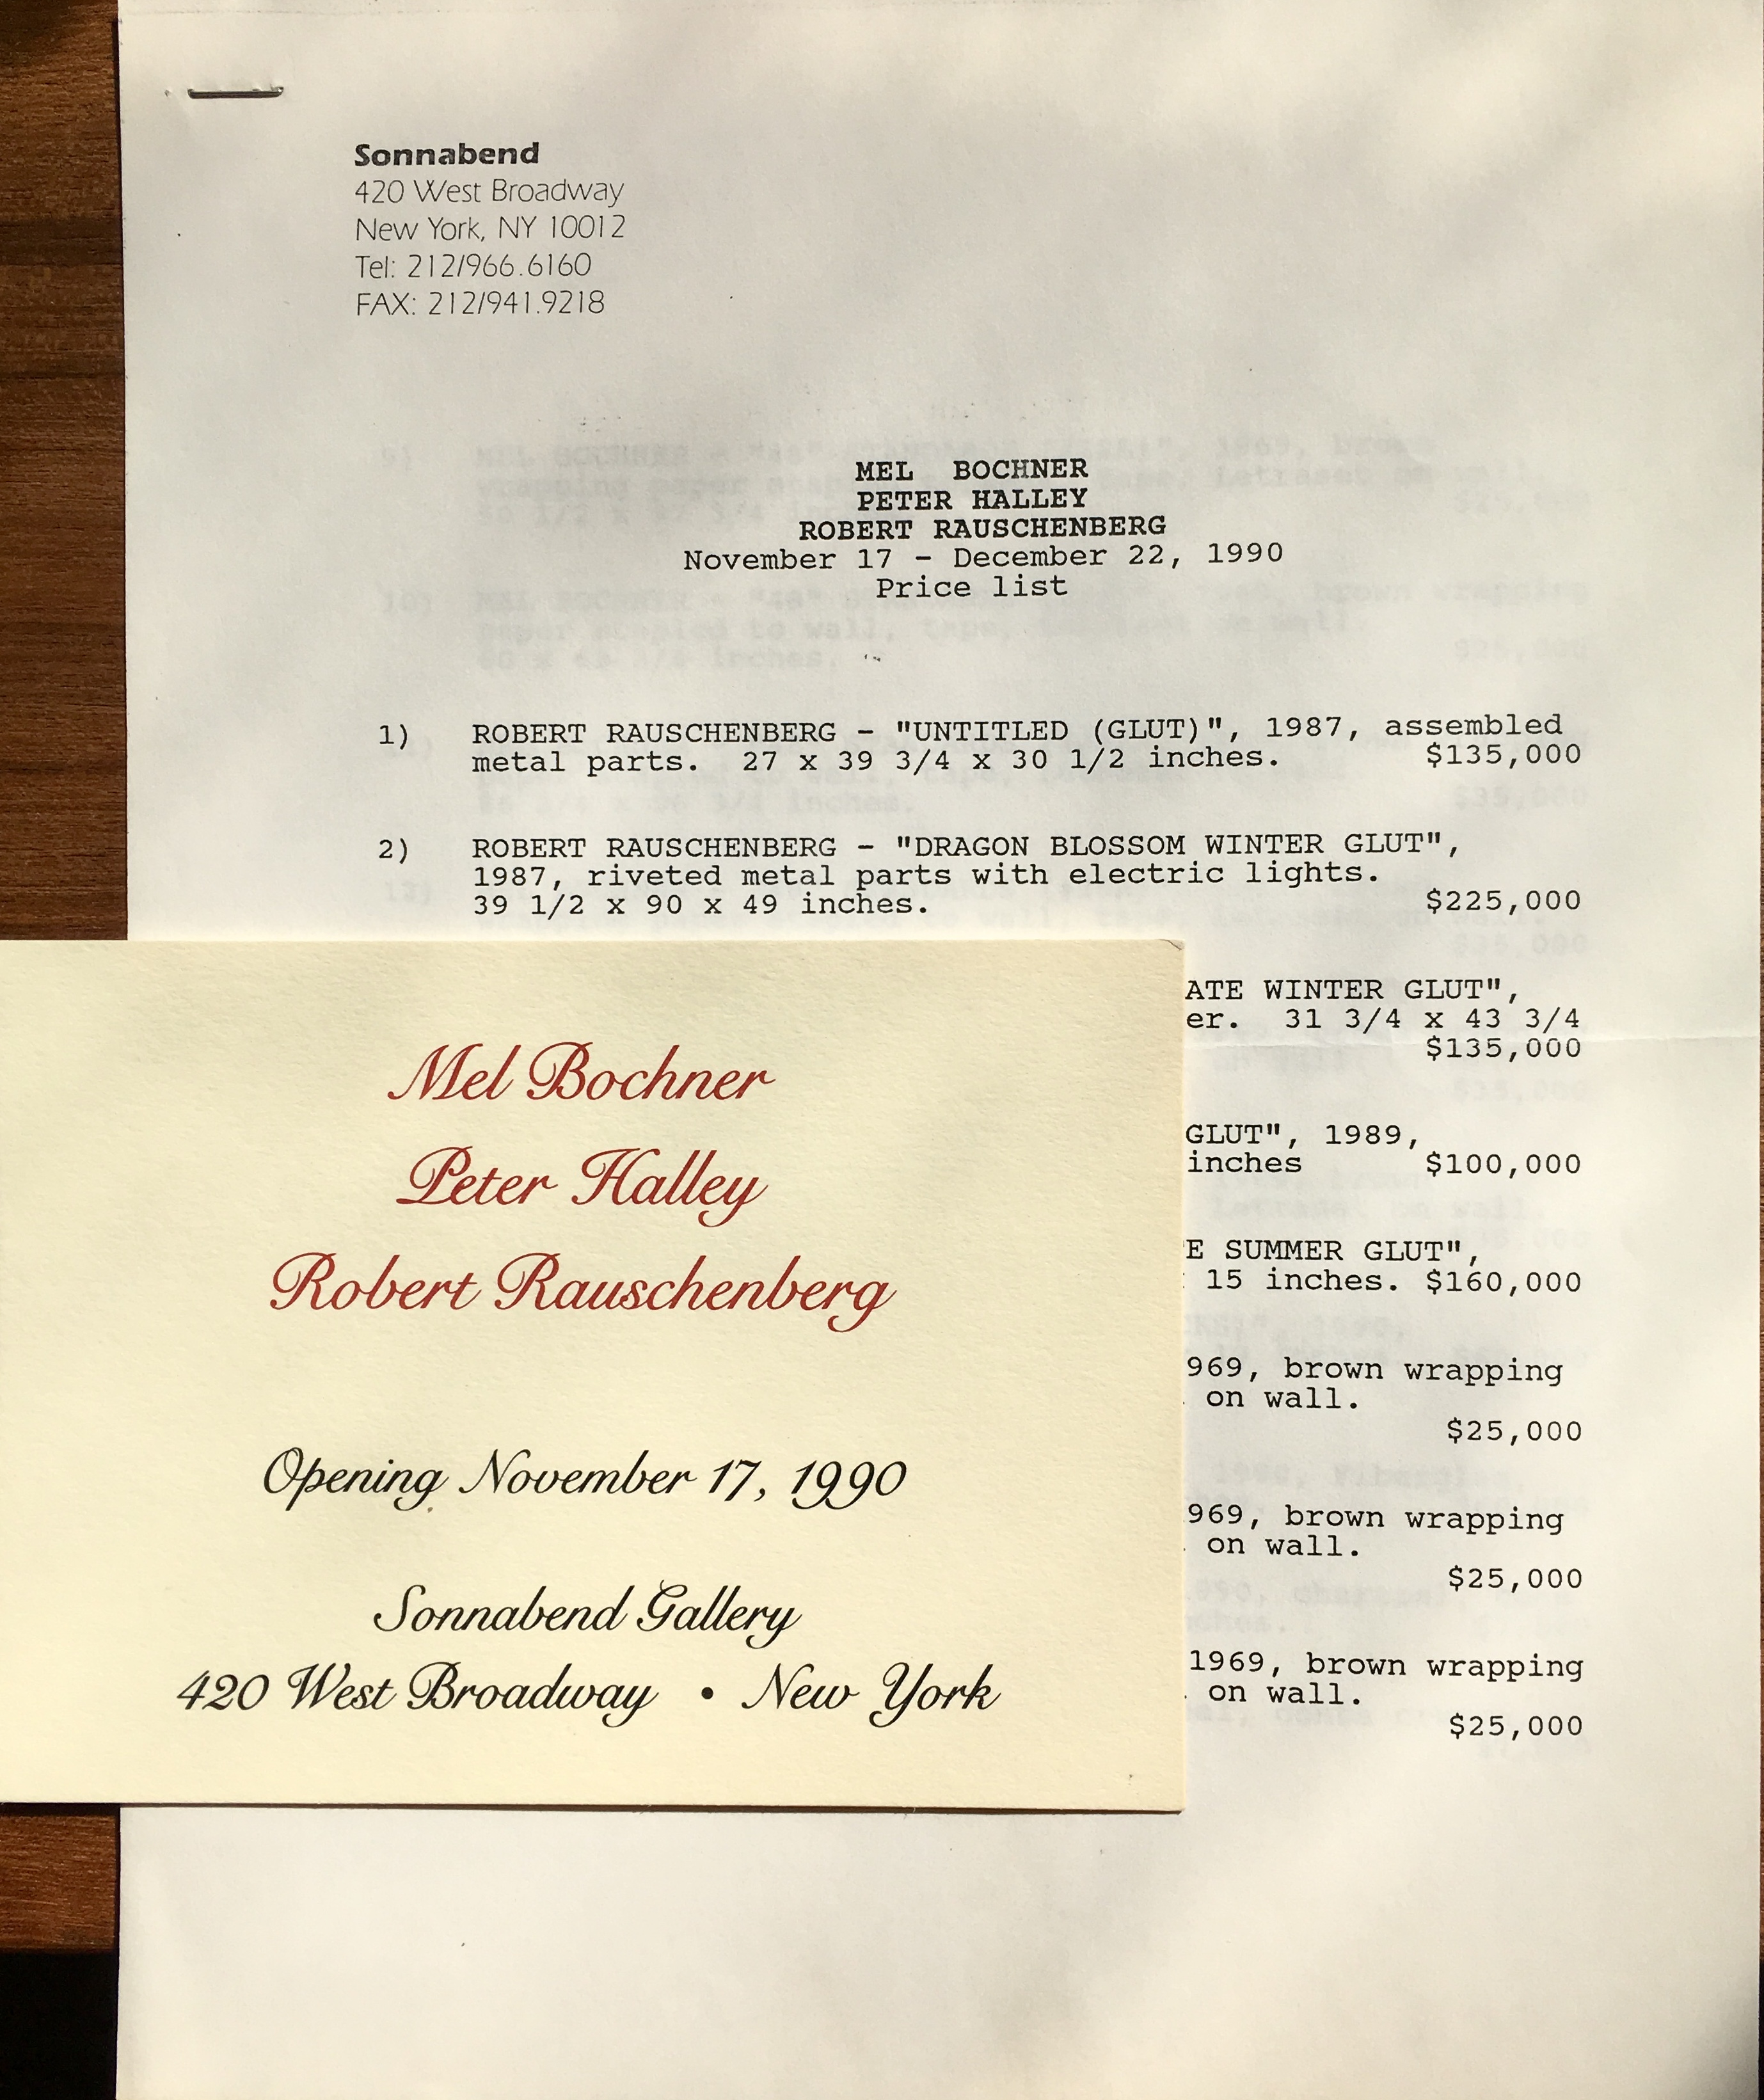 Sonnabend
420 West Broadway
New York, NY 10012
Tel: 212/966.6160
FAX: 212/941.9218
MEL BOCHNER
PETER HALLEY
ROBERT RAUSCHENBERG
November 17 - December 22, 1990
Price list
1) ROBERT RAUSCHENBERG - "UNTITLED (GLUT)", 1987, assembled
metal parts. 27 x 39 3/4 x 30 1/2 inches. $135,000
2) ROBERT RAUSCHENBERG - "DRAGON BLOSSOM WINTER GLUT",
1987, riveted metal parts with electric lights.
39 1/2 x 90 x 49 inches. $225,000
ATE WINTER GLUT",
er. 31 3/4 x 43 3/4
$135,000
GLUT", 1989,
inches $100,000
E SUMMER GLUT",
15 inches. $160,000
969, brown wrapping
on wall.
$25,000
969, brown wrapping
on wall.
$25,000
1969, brown wrapping
on wall.
$25,000
Mel Bochner
Peter Halley
Robert Rauschenberg
Opening November 17, 1990
Sonnabend Gallery
420 West Broadway • New York